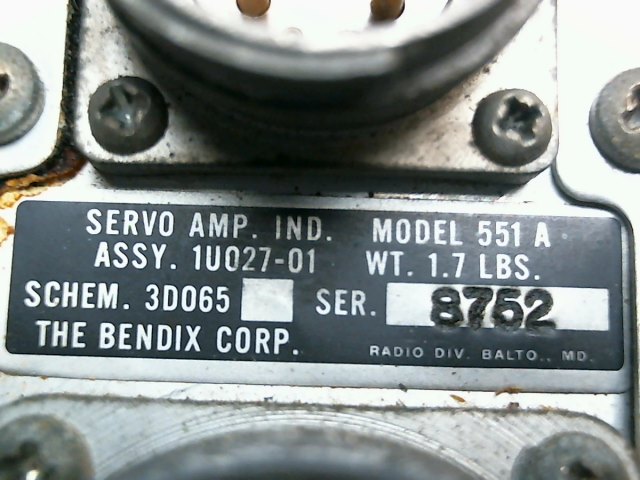 SERVO AMP. IND. MODEL 551 A
ASSY. 1U027-01 WT. 1.7 LBS.
SCHEM. 3D065 SER. 8752
THE BENDIX CORP. RADIO DIV. BALTO., MD.